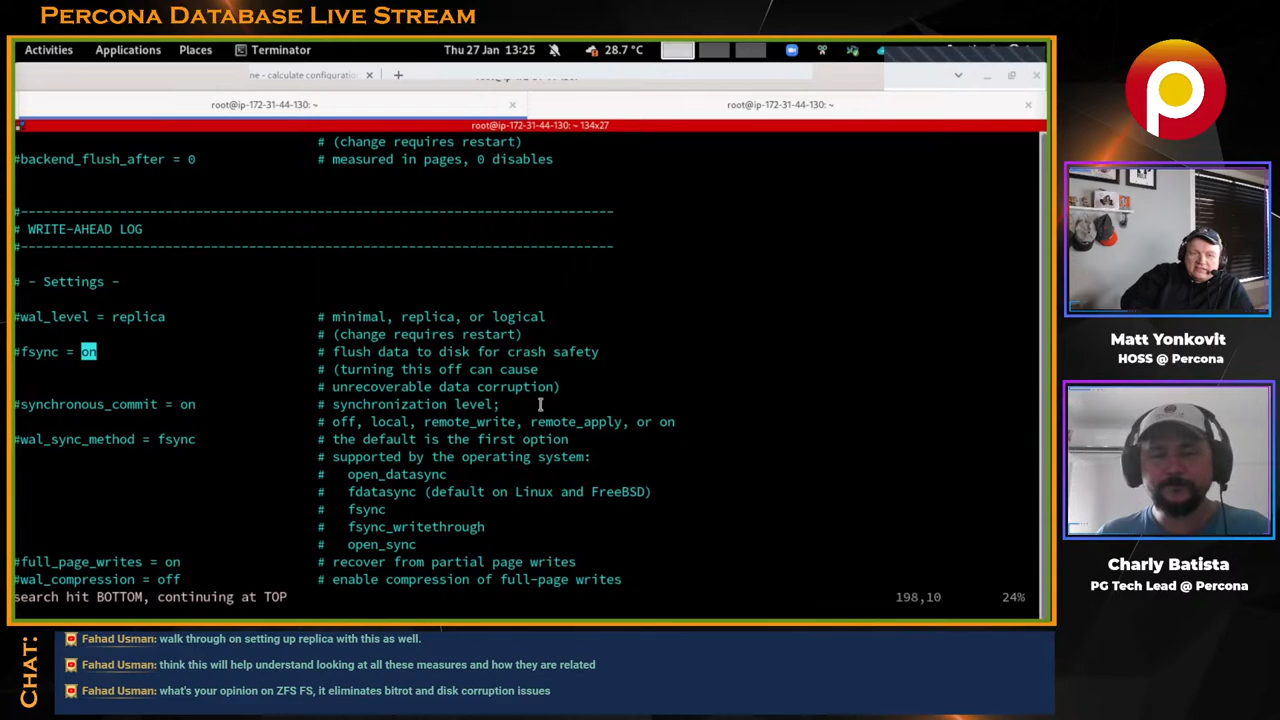 PERCONA DATABASE LIVE STREAM
Activities Applications Places Terminator Thu 27 Jan 13:25 28.7 °C
ne - calculate configuratio × +
root@ip-172-31-44-130: ~ × root@ip-172-31-44-130: ~ ×
root@ip-172-31-44-130: ~ 134x27
# (change requires restart)
#backend_flush_after = 0 # measured in pages, 0 disables
#------------------------------------------------------------------------------
# WRITE-AHEAD LOG
#------------------------------------------------------------------------------
# - Settings -
#wal_level = replica # minimal, replica, or logical
# (change requires restart)
#fsync = on # flush data to disk for crash safety
# (turning this off can cause
# unrecoverable data corruption)
#synchronous_commit = on # synchronization level;
# off, local, remote_write, remote_apply, or on
#wal_sync_method = fsync # the default is the first option
# supported by the operating system:
# open_datasync
# fdatasync (default on Linux and FreeBSD)
# fsync
# fsync_writethrough
# open_sync
#full_page_writes = on # recover from partial page writes
#wal_compression = off # enable compression of full-page writes
search hit BOTTOM, continuing at TOP 198,10 24%
Matt Yonkovit
HOSS @ Percona
Charly Batista
PG Tech Lead @ Percona
CHAT:
Fahad Usman: walk through on setting up replica with this as well.
Fahad Usman: think this will help understand looking at all these measures and how they are related
Fahad Usman: what's your opinion on ZFS FS, it eliminates bitrot and disk corruption issues